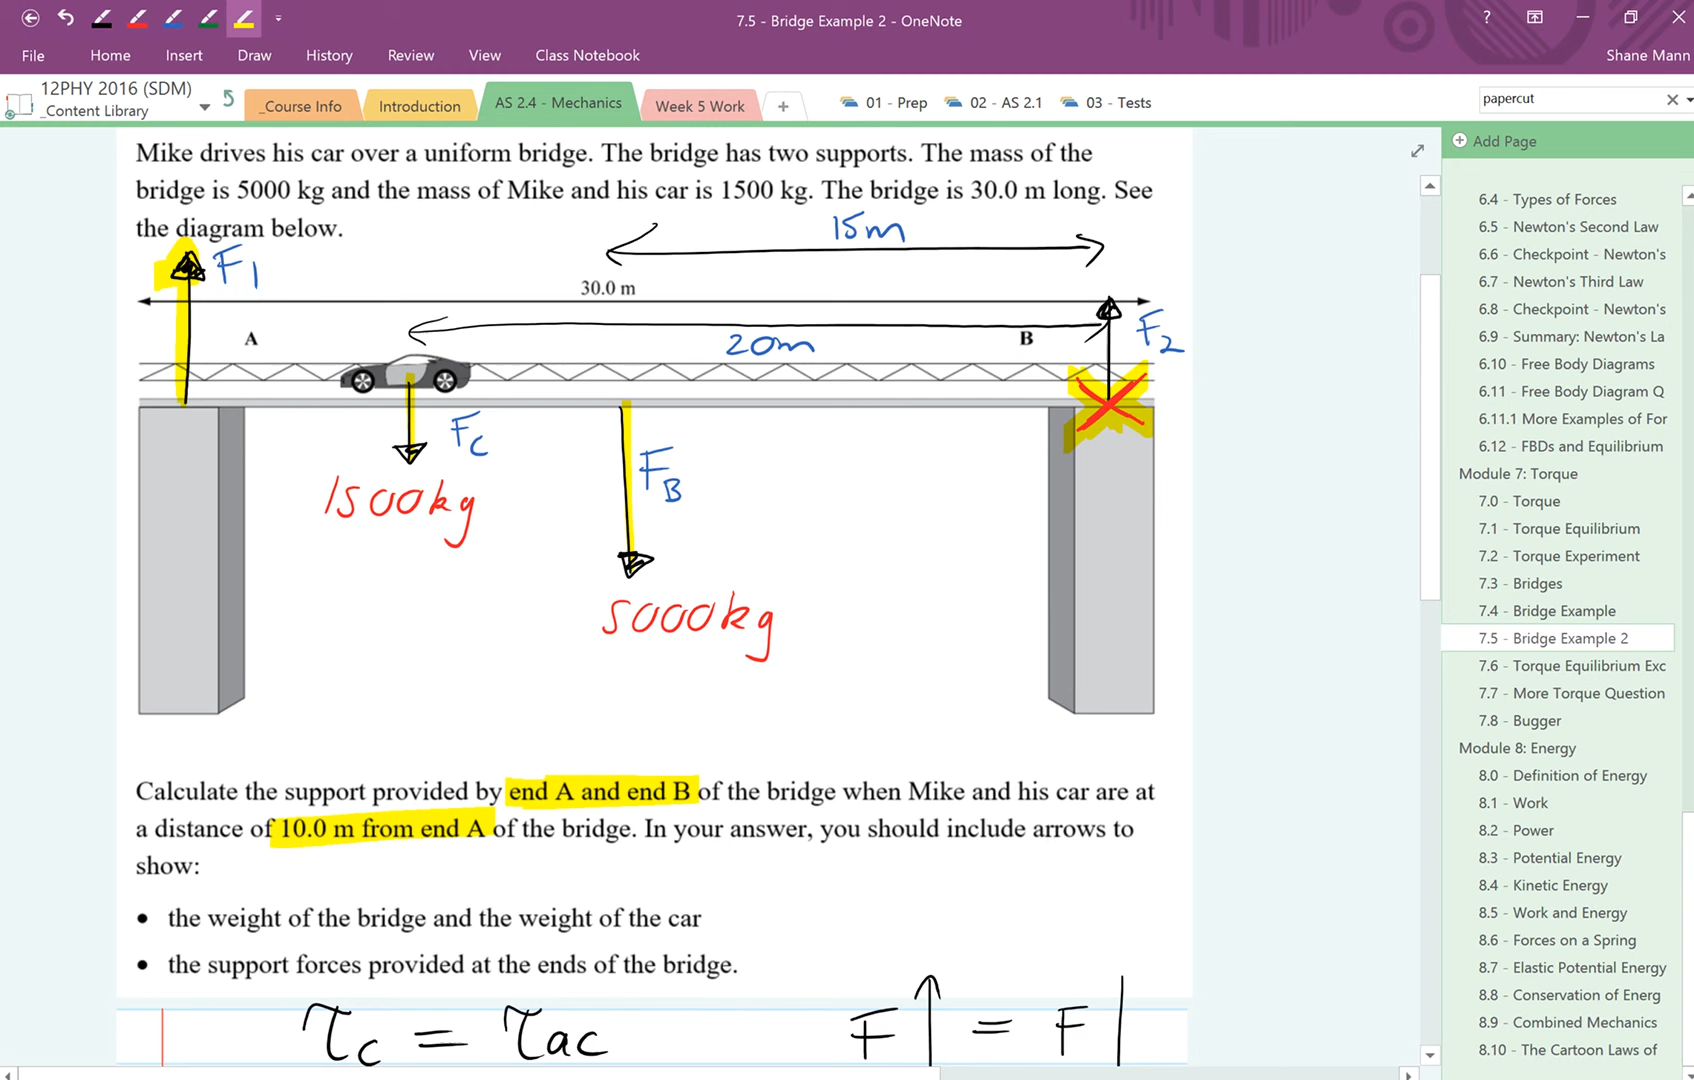 7.5 - Bridge Example 2 - OneNote
?
File Home Insert Draw History Review View Class Notebook
Shane Mann
12PHY 2016 (SDM)
_Content Library
_Course Info
Introduction
AS 2.4 - Mechanics
Week 5 Work
+
01 - Prep
02 - AS 2.1
03 - Tests
papercut
Mike drives his car over a uniform bridge. The bridge has two supports. The mass of the
bridge is 5000 kg and the mass of Mike and his car is 1500 kg. The bridge is 30.0 m long. See
the diagram below.
15m
F1
30.0 m
A
20m
B
F2
FC
FB
1500kg
5000kg
Calculate the support provided by end A and end B of the bridge when Mike and his car are at
a distance of 10.0 m from end A of the bridge. In your answer, you should include arrows to
show:
• the weight of the bridge and the weight of the car
• the support forces provided at the ends of the bridge.
τc = τac
F↑ = F|
Add Page
6.4 - Types of Forces
6.5 - Newton's Second Law
6.6 - Checkpoint - Newton's
6.7 - Newton's Third Law
6.8 - Checkpoint - Newton's
6.9 - Summary: Newton's La
6.10 - Free Body Diagrams
6.11 - Free Body Diagram Q
6.11.1 More Examples of For
6.12 - FBDs and Equilibrium
Module 7: Torque
7.0 - Torque
7.1 - Torque Equilibrium
7.2 - Torque Experiment
7.3 - Bridges
7.4 - Bridge Example
7.5 - Bridge Example 2
7.6 - Torque Equilibrium Exc
7.7 - More Torque Question
7.8 - Bugger
Module 8: Energy
8.0 - Definition of Energy
8.1 - Work
8.2 - Power
8.3 - Potential Energy
8.4 - Kinetic Energy
8.5 - Work and Energy
8.6 - Forces on a Spring
8.7 - Elastic Potential Energy
8.8 - Conservation of Energ
8.9 - Combined Mechanics
8.10 - The Cartoon Laws of